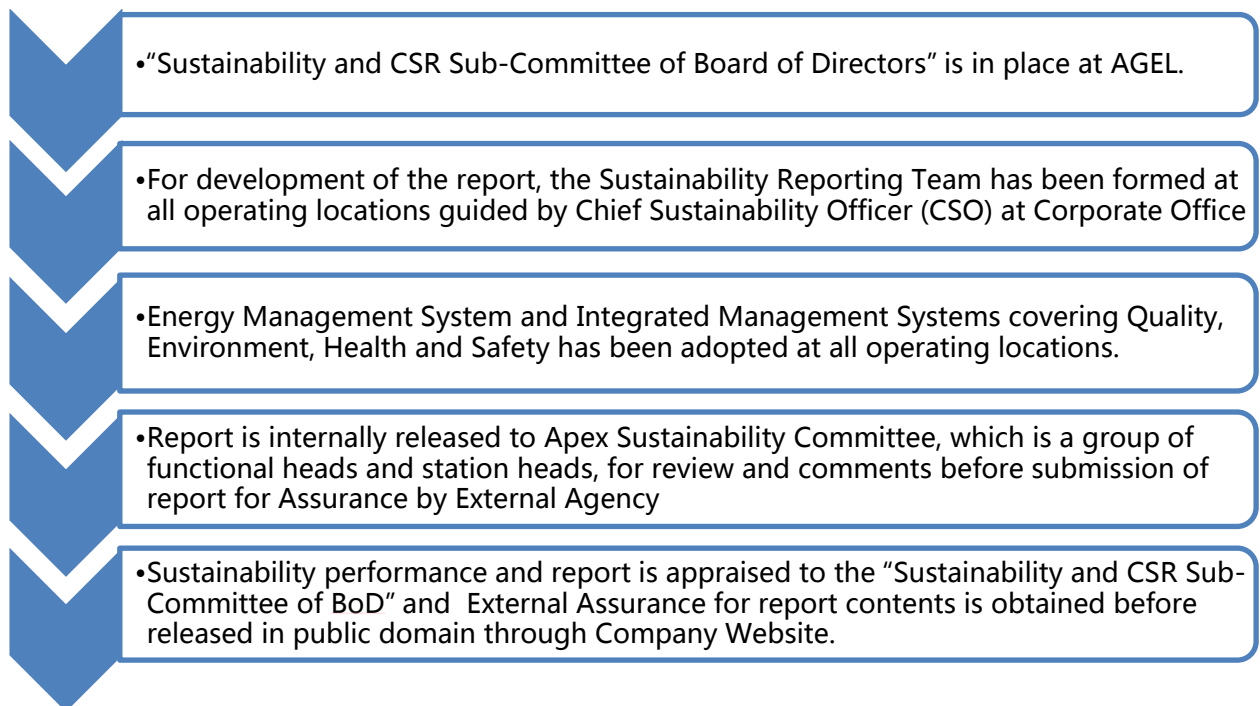 •“Sustainability and CSR Sub-Committee of Board of Directors” is in place at AGEL.
•For development of the report, the Sustainability Reporting Team has been formed at
all operating locations guided by Chief Sustainability Officer (CSO) at Corporate Office
•Energy Management System and Integrated Management Systems covering Quality,
Environment, Health and Safety has been adopted at all operating locations.
•Report is internally released to Apex Sustainability Committee, which is a group of
functional heads and station heads, for review and comments before submission of
report for Assurance by External Agency
•Sustainability performance and report is appraised to the “Sustainability and CSR Sub-
Committee of BoD” and  External Assurance for report contents is obtained before
released in public domain through Company Website.